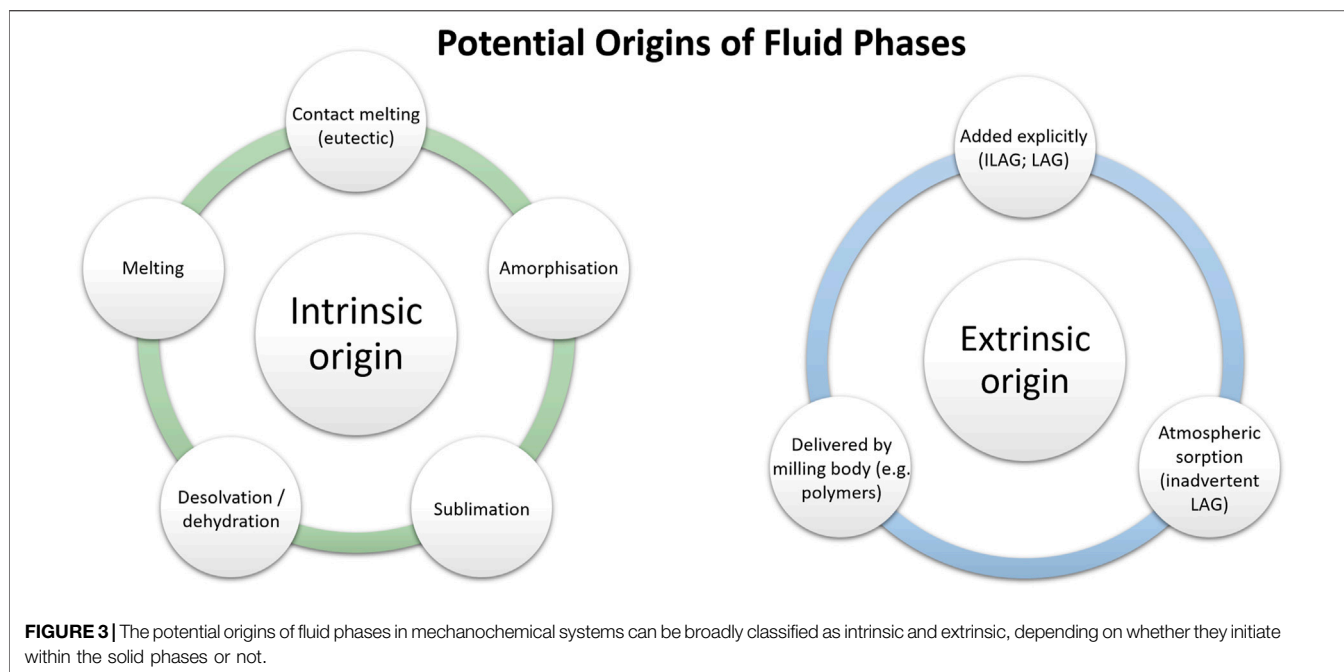 Potential Origins of Fluid Phases
Contact melting
(eutectic)
Amorphisation
Sublimation
Desolvation /
dehydration
Melting
Intrinsic
origin
Added explicitly
(ILAG; LAG)
Atmospheric
sorption
(inadvertent
LAG)
Delivered by
milling body (e.g.
polymers)
Extrinsic
origin
FIGURE 3 | The potential origins of fluid phases in mechanochemical systems can be broadly classified as intrinsic and extrinsic, depending on whether they initiate
within the solid phases or not.